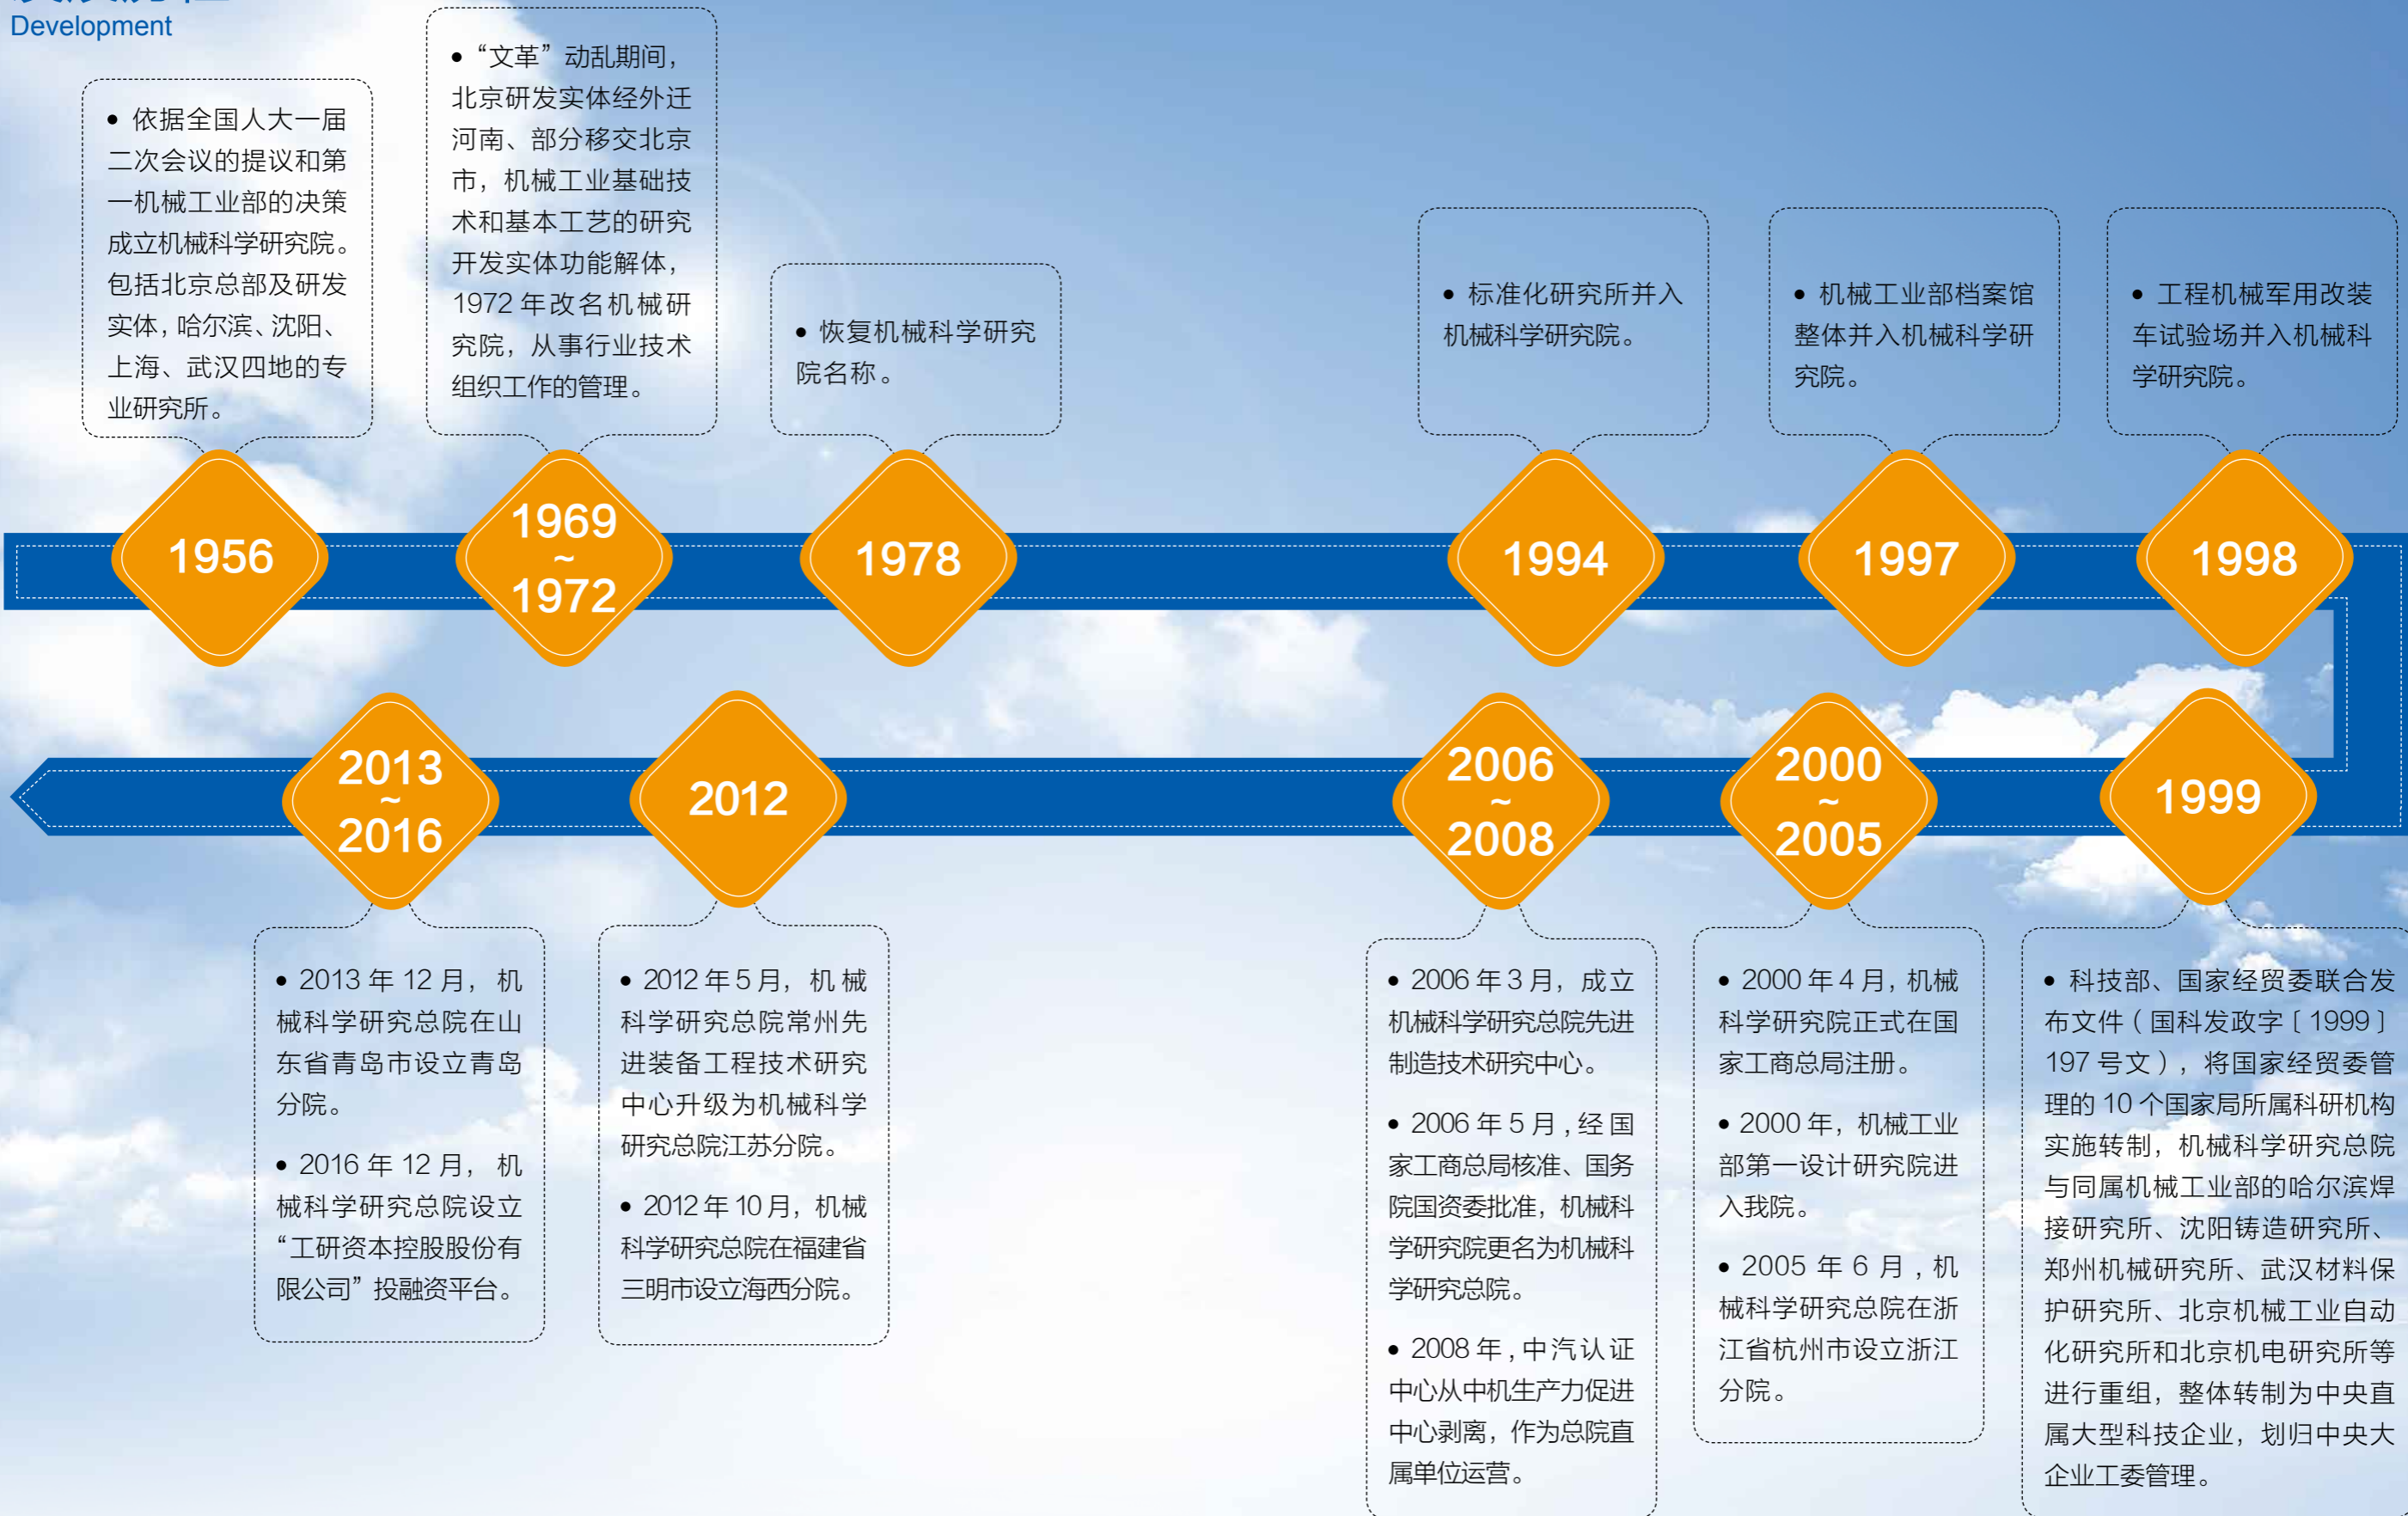 Development
• 依据全国人大一届
二次会议的提议和第
一机械工业部的决策
成立机械科学研究院。
包括北京总部及研发
实体，哈尔滨、沈阳、
上海、武汉四地的专
业研究所。
1956
• “文革”动乱期间，
北京研发实体经外迁
河南、部分移交北京
市，机械工业基础技
术和基本工艺的研究
开发实体功能解体，
1972 年改名机械研
究院，从事行业技术
组织工作的管理。
1969
~
1972
• 恢复机械科学研究
院名称。
1978
• 标准化研究所并入
机械科学研究院。
1994
• 机械工业部档案馆
整体并入机械科学研
究院。
1997
• 工程机械军用改装
车试验场并入机械科
学研究院。
1998
1999
• 科技部、国家经贸委联合发
布文件（国科发政字〔1999〕
197 号文），将国家经贸委管
理的 10 个国家局所属科研机构
实施转制，机械科学研究总院
与同属机械工业部的哈尔滨焊
接研究所、沈阳铸造研究所、
郑州机械研究所、武汉材料保
护研究所、北京机械工业自动
化研究所和北京机电研究所等
进行重组，整体转制为中央直
属大型科技企业，划归中央大
企业工委管理。
2000
~
2005
• 2000 年 4 月，机械
科学研究院正式在国
家工商总局注册。
• 2000 年，机械工业
部第一设计研究院进
入我院。
• 2005 年 6 月，机
械科学研究总院在浙
江省杭州市设立浙江
分院。
2006
~
2008
• 2006 年 3 月，成立
机械科学研究总院先进
制造技术研究中心。
• 2006 年 5 月，经国
家工商总局核准、国务
院国资委批准，机械科
学研究院更名为机械科
学研究总院。
• 2008 年，中汽认证
中心从中机生产力促进
中心剥离，作为总院直
属单位运营。
2012
• 2012 年 5 月，机械
科学研究总院常州先
进装备工程技术研究
中心升级为机械科学
研究总院江苏分院。
• 2012 年 10 月，机械
科学研究总院在福建省
三明市设立海西分院。
2013
~
2016
• 2013 年 12 月，机
械科学研究总院在山
东省青岛市设立青岛
分院。
• 2016 年 12 月，机
械科学研究总院设立
“工研资本控股股份有
限公司”投融资平台。